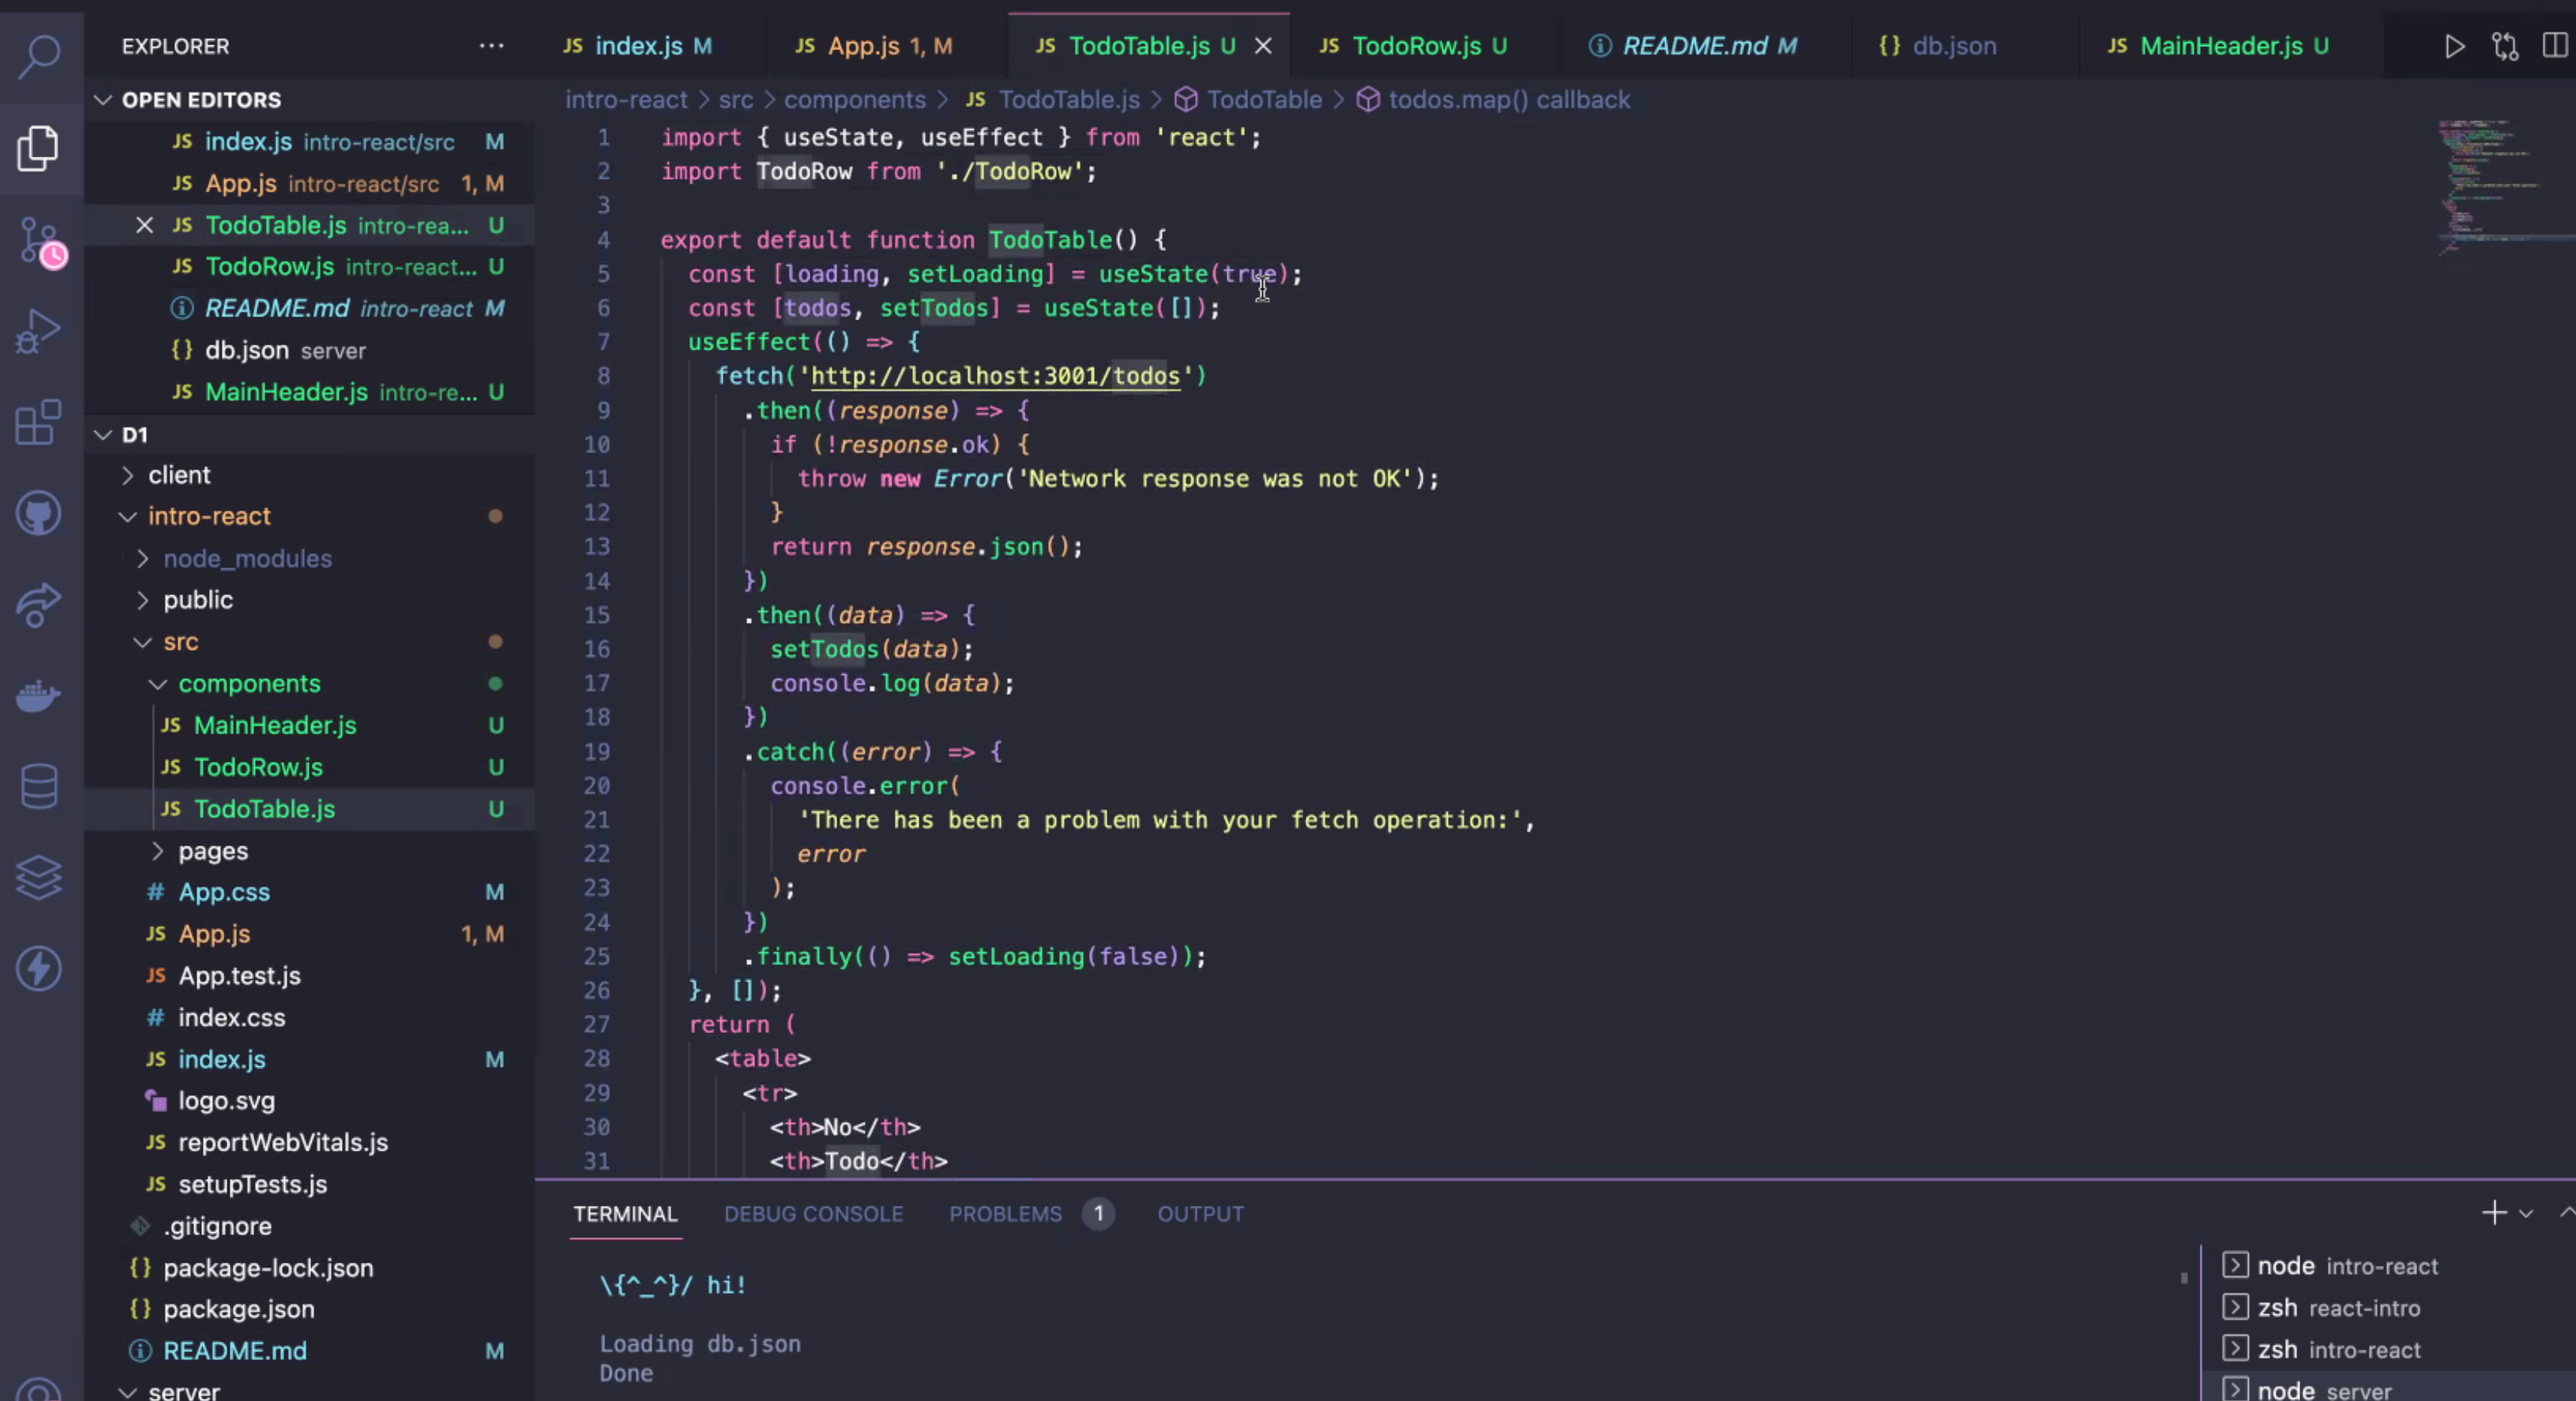 EXPLORER ···
OPEN EDITORS
JS index.js intro-react/src M
JS App.js intro-react/src 1, M
JS TodoTable.js intro-rea... U
JS TodoRow.js intro-react... U
README.md intro-react M
{} db.json server
JS MainHeader.js intro-re... U
D1
client
intro-react
node_modules
public
src
components
JS MainHeader.js U
JS TodoRow.js U
JS TodoTable.js U
pages
# App.css M
JS App.js 1, M
JS App.test.js
# index.css
JS index.js M
logo.svg
JS reportWebVitals.js
JS setupTests.js
.gitignore
{} package-lock.json
{} package.json
README.md M
server
JS index.js M JS App.js 1, M JS TodoTable.js U JS TodoRow.js U README.md M {} db.json JS MainHeader.js U
intro-react > src > components > JS TodoTable.js > TodoTable > todos.map() callback
1 import { useState, useEffect } from 'react';
2 import TodoRow from './TodoRow';
3
4 export default function TodoTable() {
5 const [loading, setLoading] = useState(true);
6 const [todos, setTodos] = useState([]);
7 useEffect(() => {
8 fetch('http://localhost:3001/todos')
9 .then((response) => {
10 if (!response.ok) {
11 throw new Error('Network response was not OK');
12 }
13 return response.json();
14 })
15 .then((data) => {
16 setTodos(data);
17 console.log(data);
18 })
19 .catch((error) => {
20 console.error(
21 'There has been a problem with your fetch operation:',
22 error
23 );
24 })
25 .finally(() => setLoading(false));
26 }, []);
27 return (
28 <table>
29 <tr>
30 <th>No</th>
31 <th>Todo</th>
TERMINAL DEBUG CONSOLE PROBLEMS 1 OUTPUT
\{^_^}/ hi!
Loading db.json
Done
node intro-react
zsh react-intro
zsh intro-react
node server